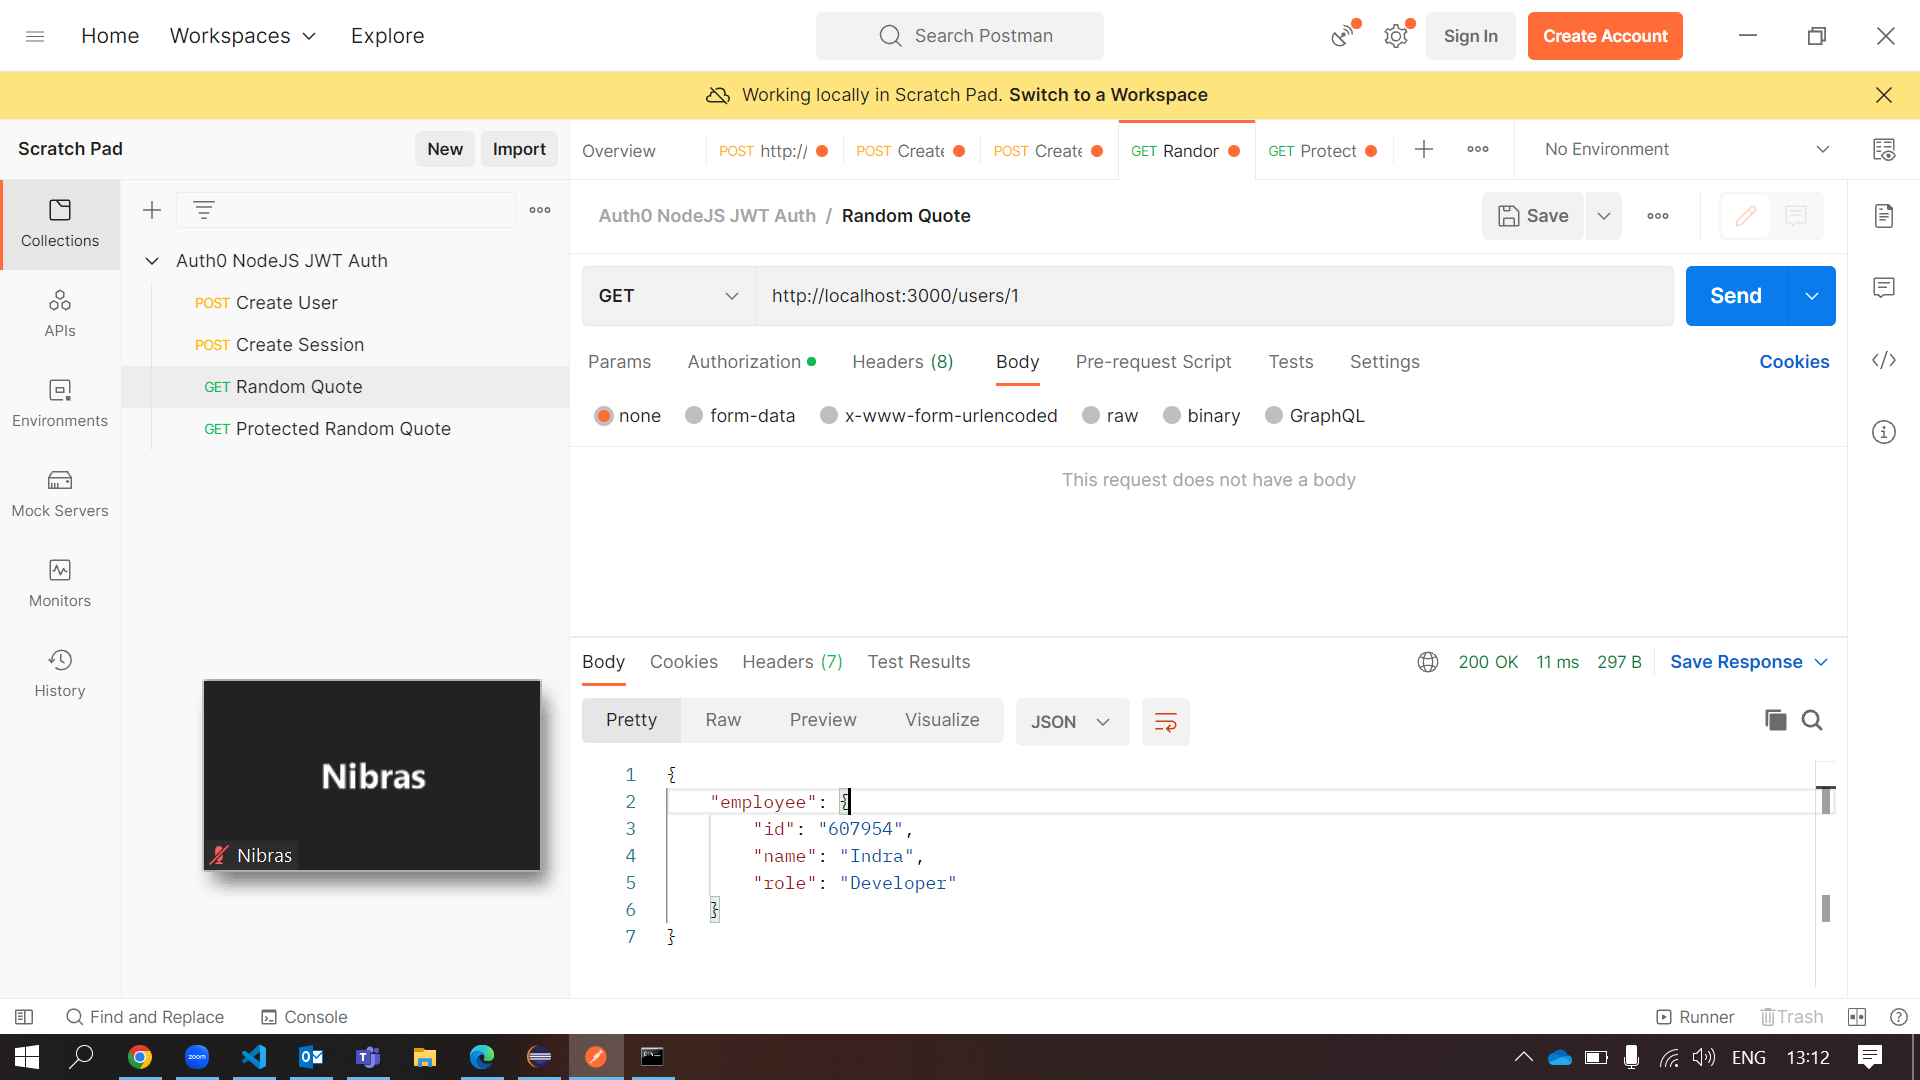 Home Workspaces Explore Search Postman Sign In Create Account
Working locally in Scratch Pad. Switch to a Workspace
Scratch Pad New Import Overview POST http:// POST Create POST Create GET Randor GET Protect No Environment
Collections
APIs
Environments
Mock Servers
Monitors
History
Auth0 NodeJS JWT Auth
POST Create User
POST Create Session
GET Random Quote
GET Protected Random Quote
Auth0 NodeJS JWT Auth / Random Quote Save
GET http://localhost:3000/users/1 Send
Params Authorization Headers (8) Body Pre-request Script Tests Settings Cookies
none form-data x-www-form-urlencoded raw binary GraphQL
This request does not have a body
Body Cookies Headers (7) Test Results 200 OK 11 ms 297 B Save Response
Pretty Raw Preview Visualize JSON
1 {
2 "employee": {
3 "id": "607954",
4 "name": "Indra",
5 "role": "Developer"
6 }
7 }
Nibras
Nibras
Find and Replace Console Runner Trash
zoom ENG 13:12